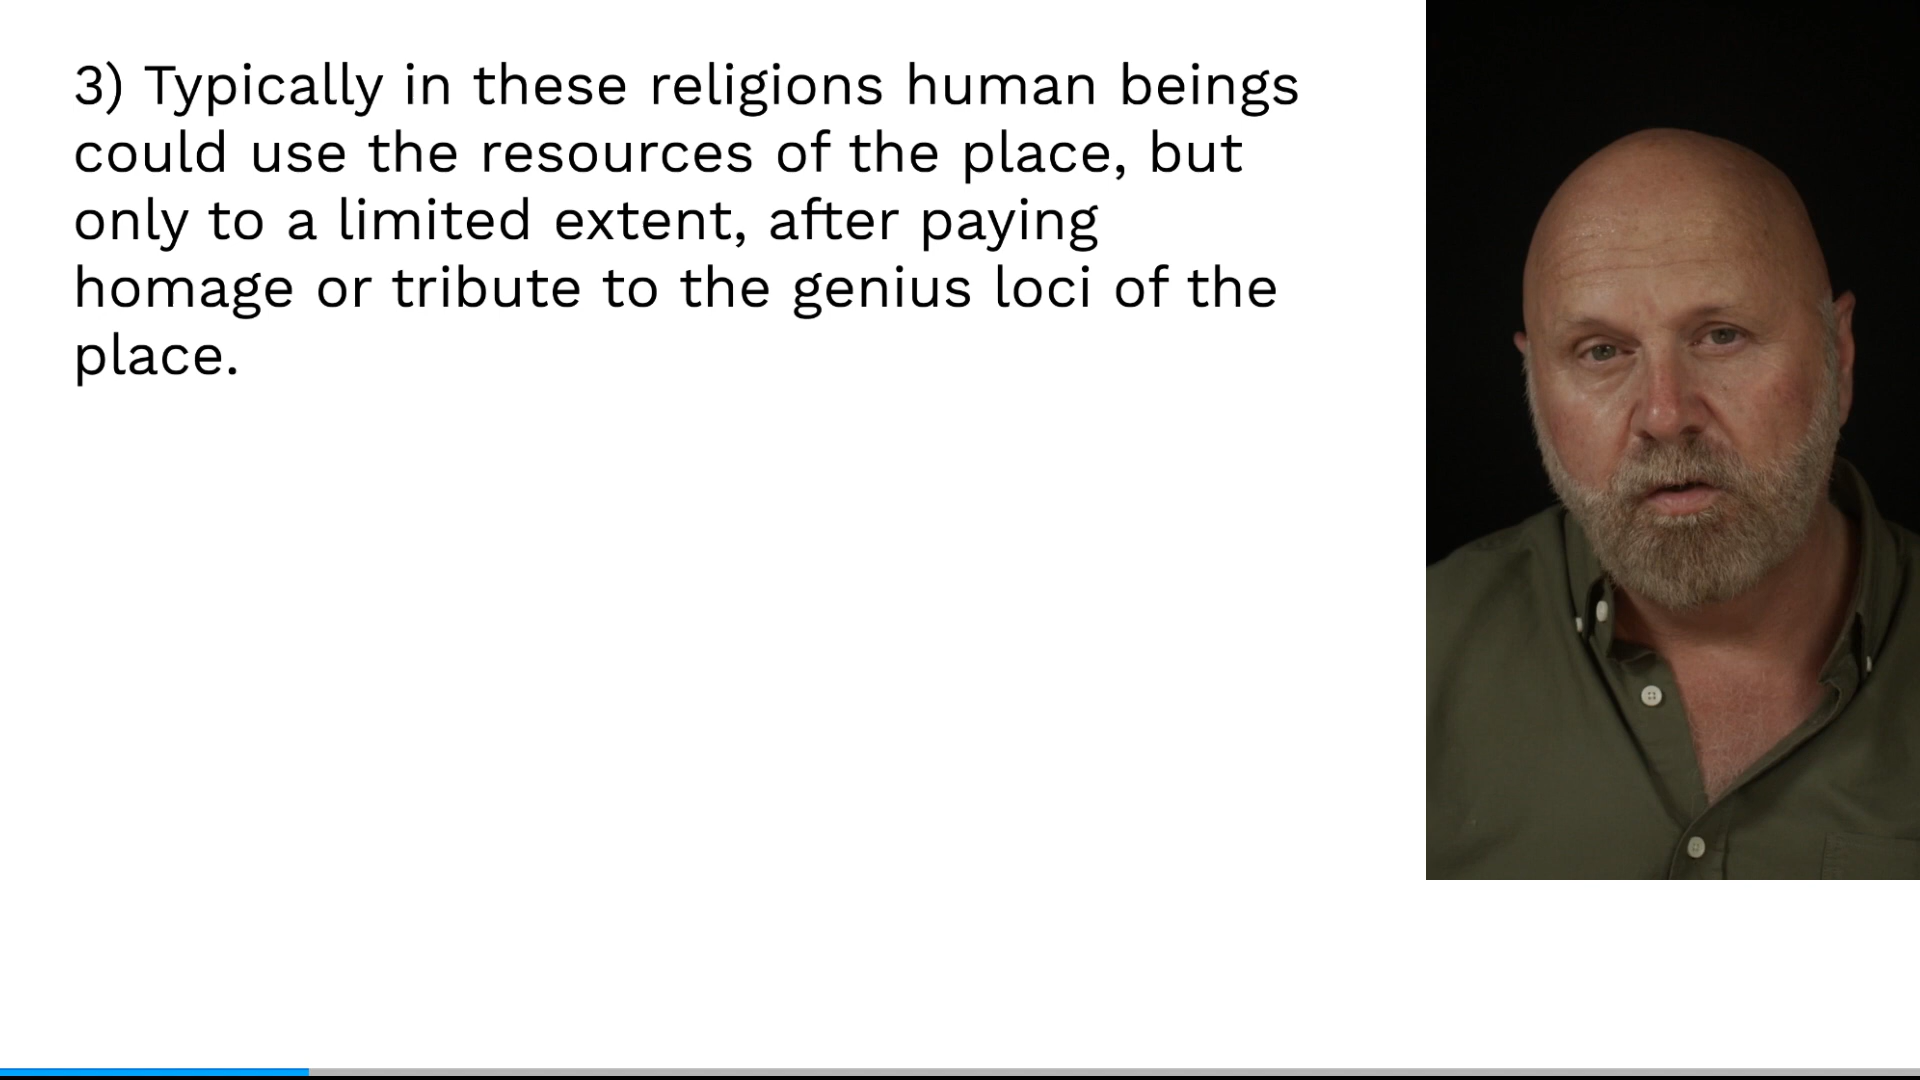 3) Typically in these religions human beings
could use the resources of the place, but
only to a limited extent, after paying
homage or tribute to the genius loci of the
place.